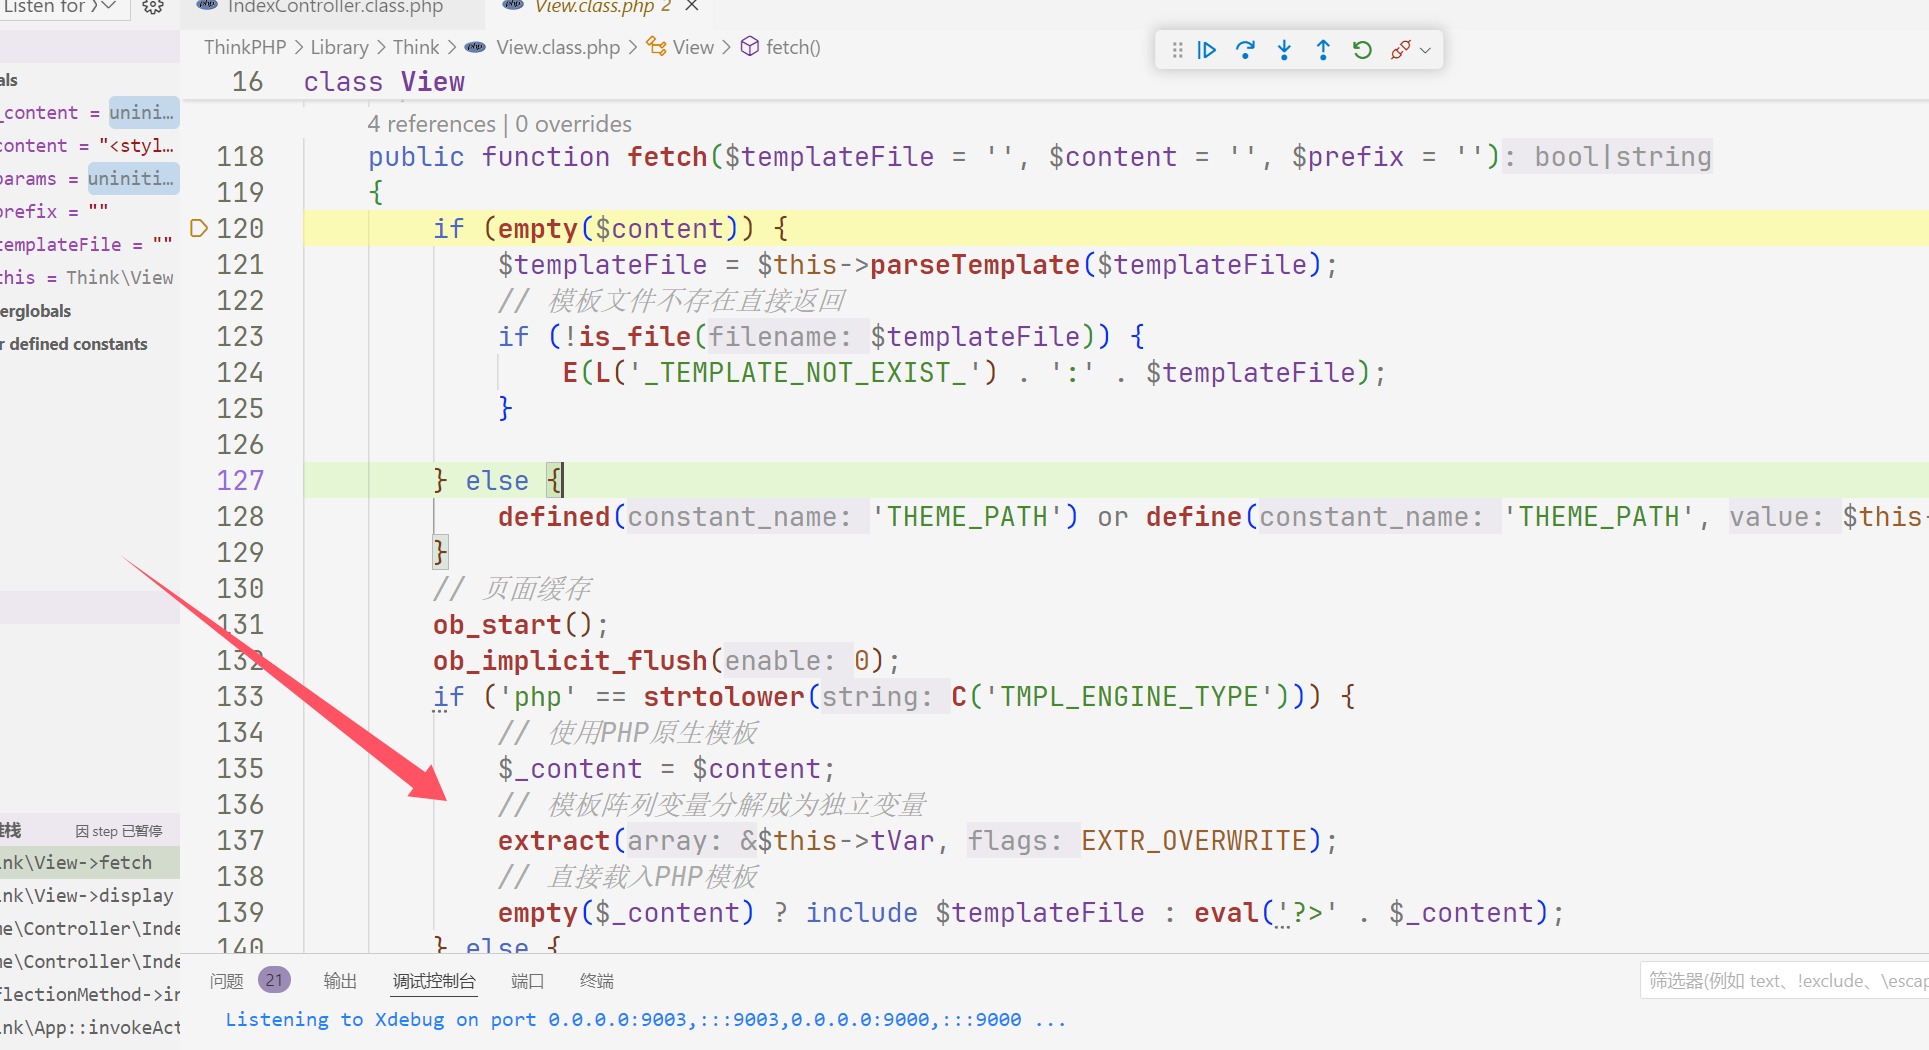 Listen for
IndexController.class.php
View.class.php 2
ThinkPHP > Library > Think > View.class.php > View > fetch()
16 class View
als
_content = unini...
content = "<styl...
params = uniniti...
prefix = ""
templateFile = ""
this = Think\View
erglobals
r defined constants
4 references | 0 overrides
118 public function fetch($templateFile = '', $content = '', $prefix = ''): bool|string
119 {
120 if (empty($content)) {
121 $templateFile = $this->parseTemplate($templateFile);
122 // 模板文件不存在直接返回
123 if (!is_file(filename: $templateFile)) {
124 E(L('_TEMPLATE_NOT_EXIST_') . ':' . $templateFile);
125 }
126
127 } else {
128 defined(constant_name: 'THEME_PATH') or define(constant_name: 'THEME_PATH', value: $this-
129 }
130 // 页面缓存
131 ob_start();
132 ob_implicit_flush(enable: 0);
133 if ('php' == strtolower(string: C('TMPL_ENGINE_TYPE'))) {
134 // 使用PHP原生模板
135 $_content = $content;
136 // 模板阵列变量分解成为独立变量
137 extract(array: &$this->tVar, flags: EXTR_OVERWRITE);
138 // 直接载入PHP模板
139 empty($_content) ? include $templateFile : eval('?>' . $_content);
140 } else {
栈 因 step 已暂停
nk\View->fetch
nk\View->display
me\Controller\Inde
me\Controller\Inde
flectionMethod->in
nk\App::invokeAct
问题 21 输出 调试控制台 端口 终端
筛选器(例如 text、!exclude、\escap
Listening to Xdebug on port 0.0.0.0:9003,:::9003,0.0.0.0:9000,:::9000 ...